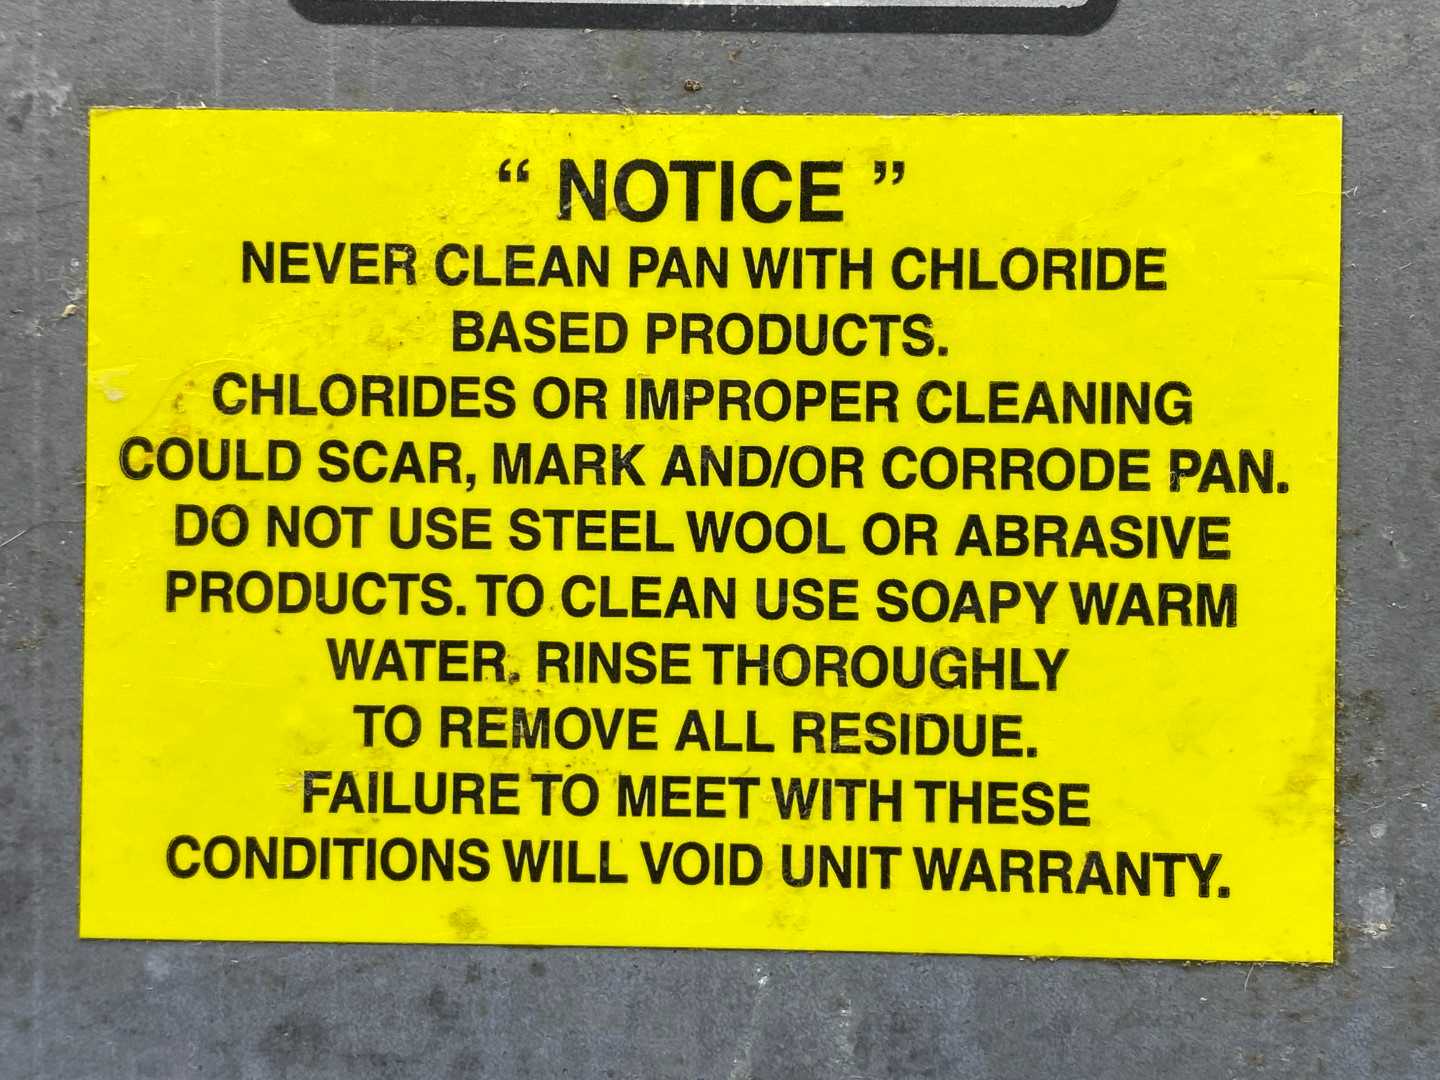 “ NOTICE ”
NEVER CLEAN PAN WITH CHLORIDE
BASED PRODUCTS.
CHLORIDES OR IMPROPER CLEANING
COULD SCAR, MARK AND/OR CORRODE PAN.
DO NOT USE STEEL WOOL OR ABRASIVE
PRODUCTS. TO CLEAN USE SOAPY WARM
WATER. RINSE THOROUGHLY
TO REMOVE ALL RESIDUE.
FAILURE TO MEET WITH THESE
CONDITIONS WILL VOID UNIT WARRANTY.